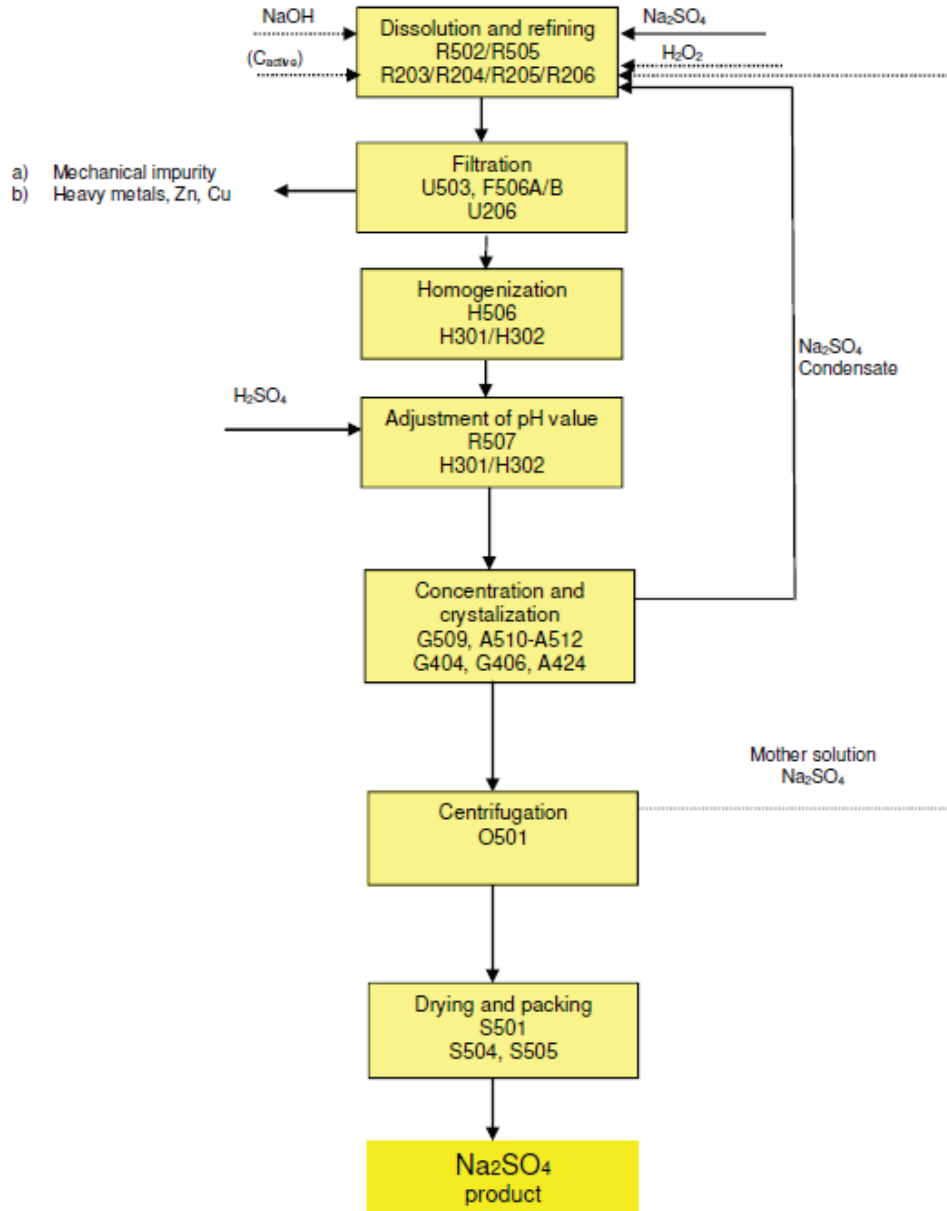 NaOH
(Cactive)
Dissolution and refining
R502/R505
R203/R204/R205/R206
Na₂SO₄
H₂O₂
a) Mechanical impurity
b) Heavy metals, Zn, Cu
Filtration
U503, F506A/B
U206
Homogenization
H506
H301/H302
Na₂SO₄
Condensate
H₂SO₄
Adjustment of pH value
R507
H301/H302
Concentration and
crystalization
G509, A510-A512
G404, G406, A424
Mother solution
Na₂SO₄
Centrifugation
O501
Drying and packing
S501
S504, S505
Na₂SO₄
product